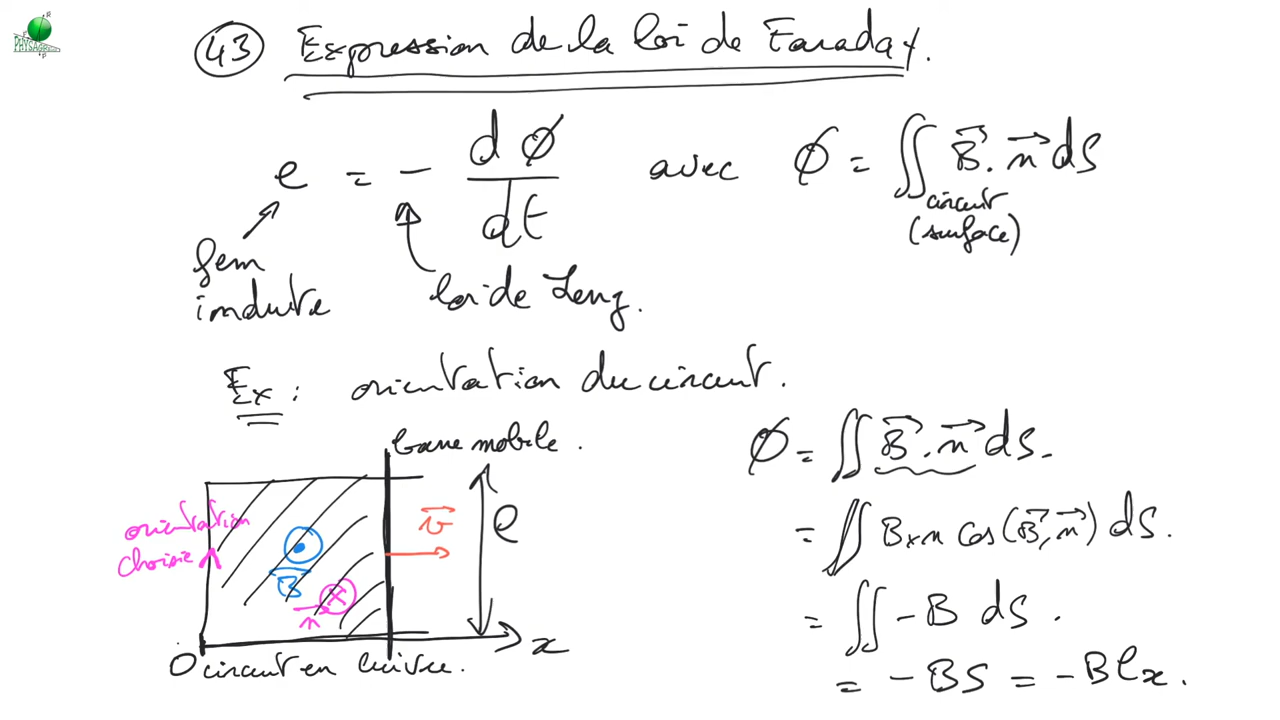 43 Expression de la loi de Faraday.
e = - dϕ/dt avec ϕ = ∬ B⃗ . n⃗ dS
circuit
(surface)
fem
induite
loi de Lenz.
Ex : orientation du circuit.
barre mobile.
orientation
choisie
v⃗
l
B⃗
n⃗
O
x
circuit en cuivre.
ϕ = ∬ B⃗ . n⃗ dS.
= ∬ B×n cos(B⃗, n⃗) dS.
= ∬ -B dS.
= -BS = -Blx.